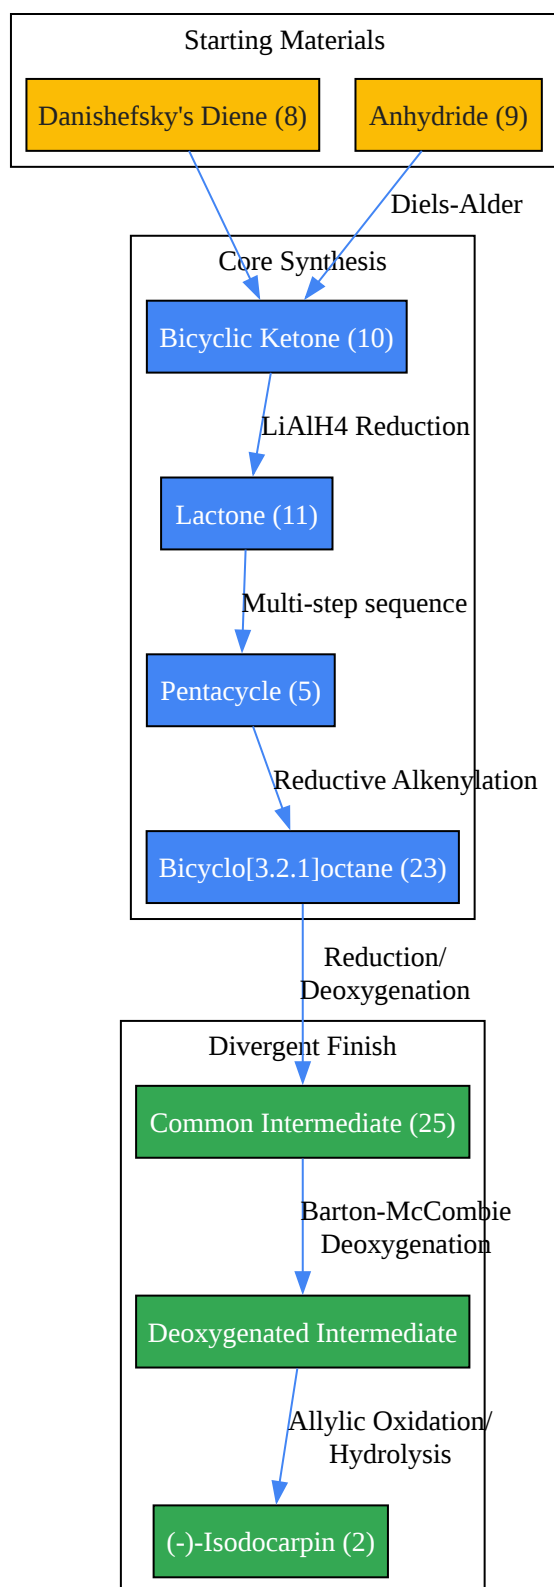 Starting Materials
Danishefsky's Diene (8)
Anhydride (9)
Diels-Alder
Core Synthesis
Bicyclic Ketone (10)
LiAlH4 Reduction
Lactone (11)
Multi-step sequence
Pentacycle (5)
Reductive Alkenylation
Bicyclo[3.2.1]octane (23)
Reduction/
Deoxygenation
Divergent Finish
Common Intermediate (25)
Barton-McCombie
Deoxygenation
Deoxygenated Intermediate
Allylic Oxidation/
Hydrolysis
(-)-Isodocarpin (2)